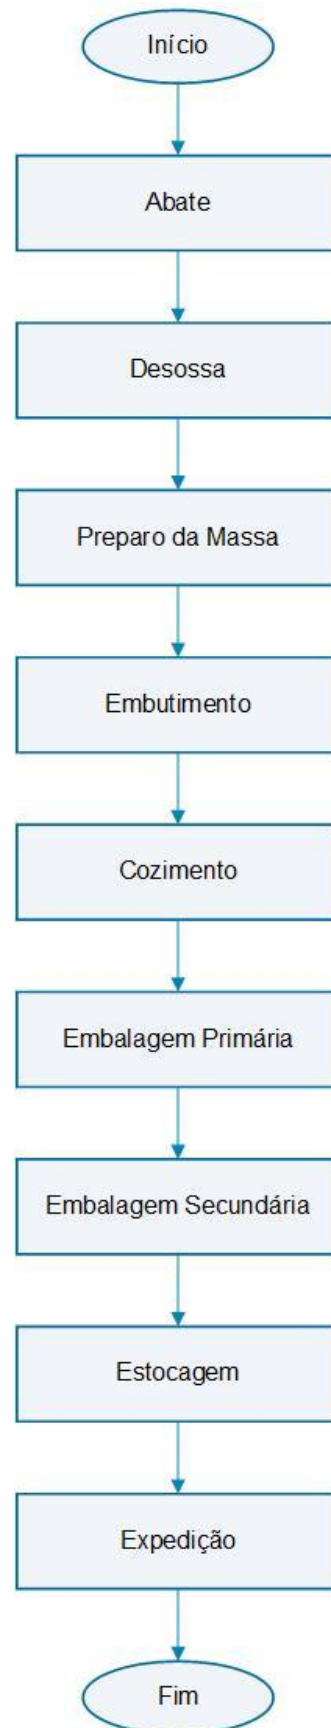 Início
Abate
Desossa
Preparo da Massa
Embutimento
Cozimento
Embalagem Primária
Embalagem Secundária
Estocagem
Expedição
Fim